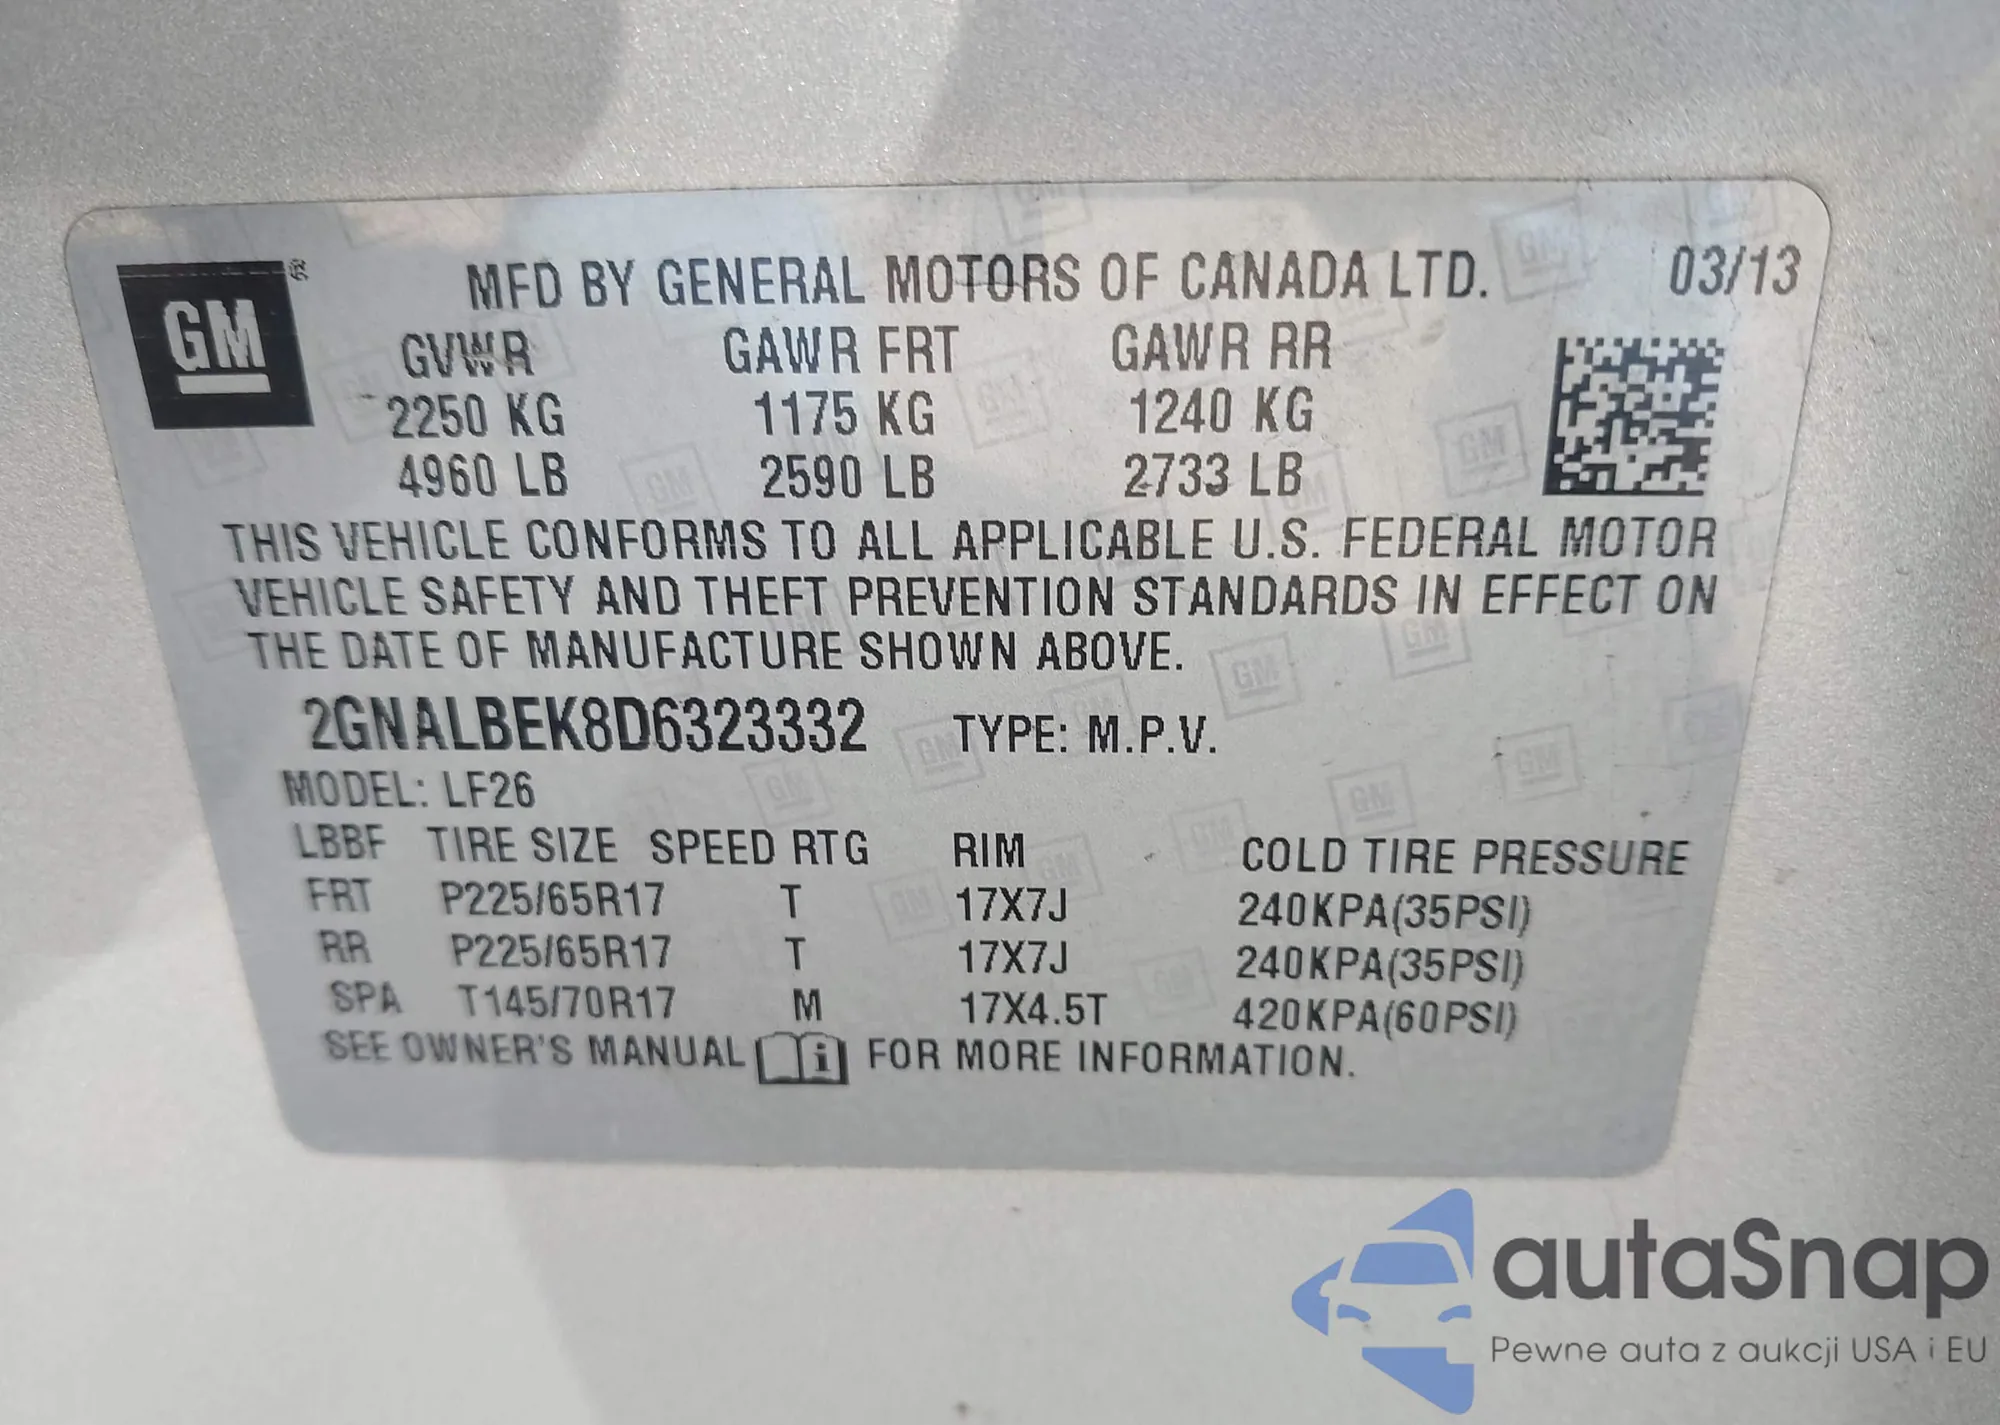 GM ®
MFD BY GENERAL MOTORS OF CANADA LTD. 03/13
GVWR GAWR FRT GAWR RR
2250 KG 1175 KG 1240 KG
4960 LB 2590 LB 2733 LB
THIS VEHICLE CONFORMS TO ALL APPLICABLE U.S. FEDERAL MOTOR
VEHICLE SAFETY AND THEFT PREVENTION STANDARDS IN EFFECT ON
THE DATE OF MANUFACTURE SHOWN ABOVE.
2GNALBEK8D6323332 TYPE: M.P.V.
MODEL: LF26
LBBF TIRE SIZE SPEED RTG RIM COLD TIRE PRESSURE
FRT P225/65R17 T 17X7J 240KPA(35PSI)
RR P225/65R17 T 17X7J 240KPA(35PSI)
SPA T145/70R17 M 17X4.5T 420KPA(60PSI)
SEE OWNER'S MANUAL i FOR MORE INFORMATION.
autaSnap
Pewne auta z aukcji USA i EU